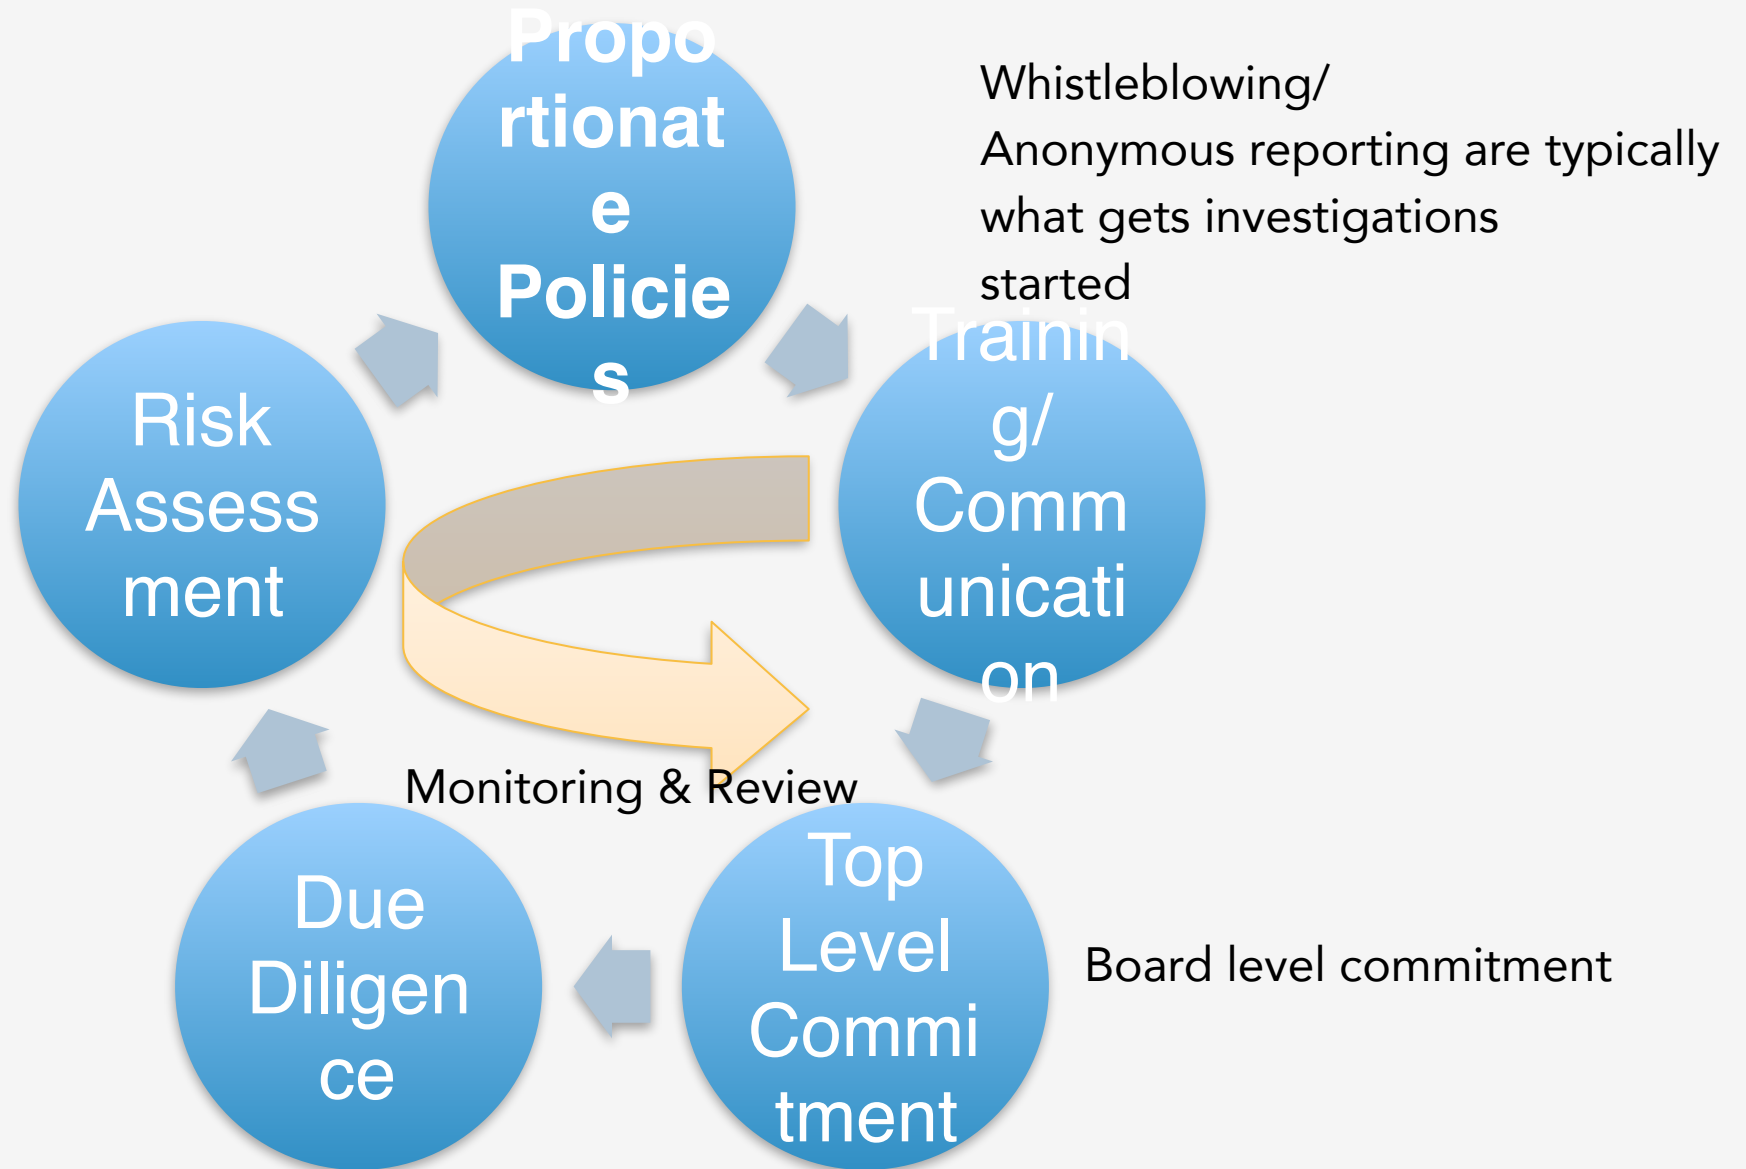 Propo
rtionat
e
Policie
s
Whistleblowing/
Anonymous reporting are typically
what gets investigations
started
Trainin
g/
Comm
unicati
on
Risk
Assess
ment
Monitoring & Review
Top
Level
Commi
tment
Board level commitment
Due
Diligen
ce